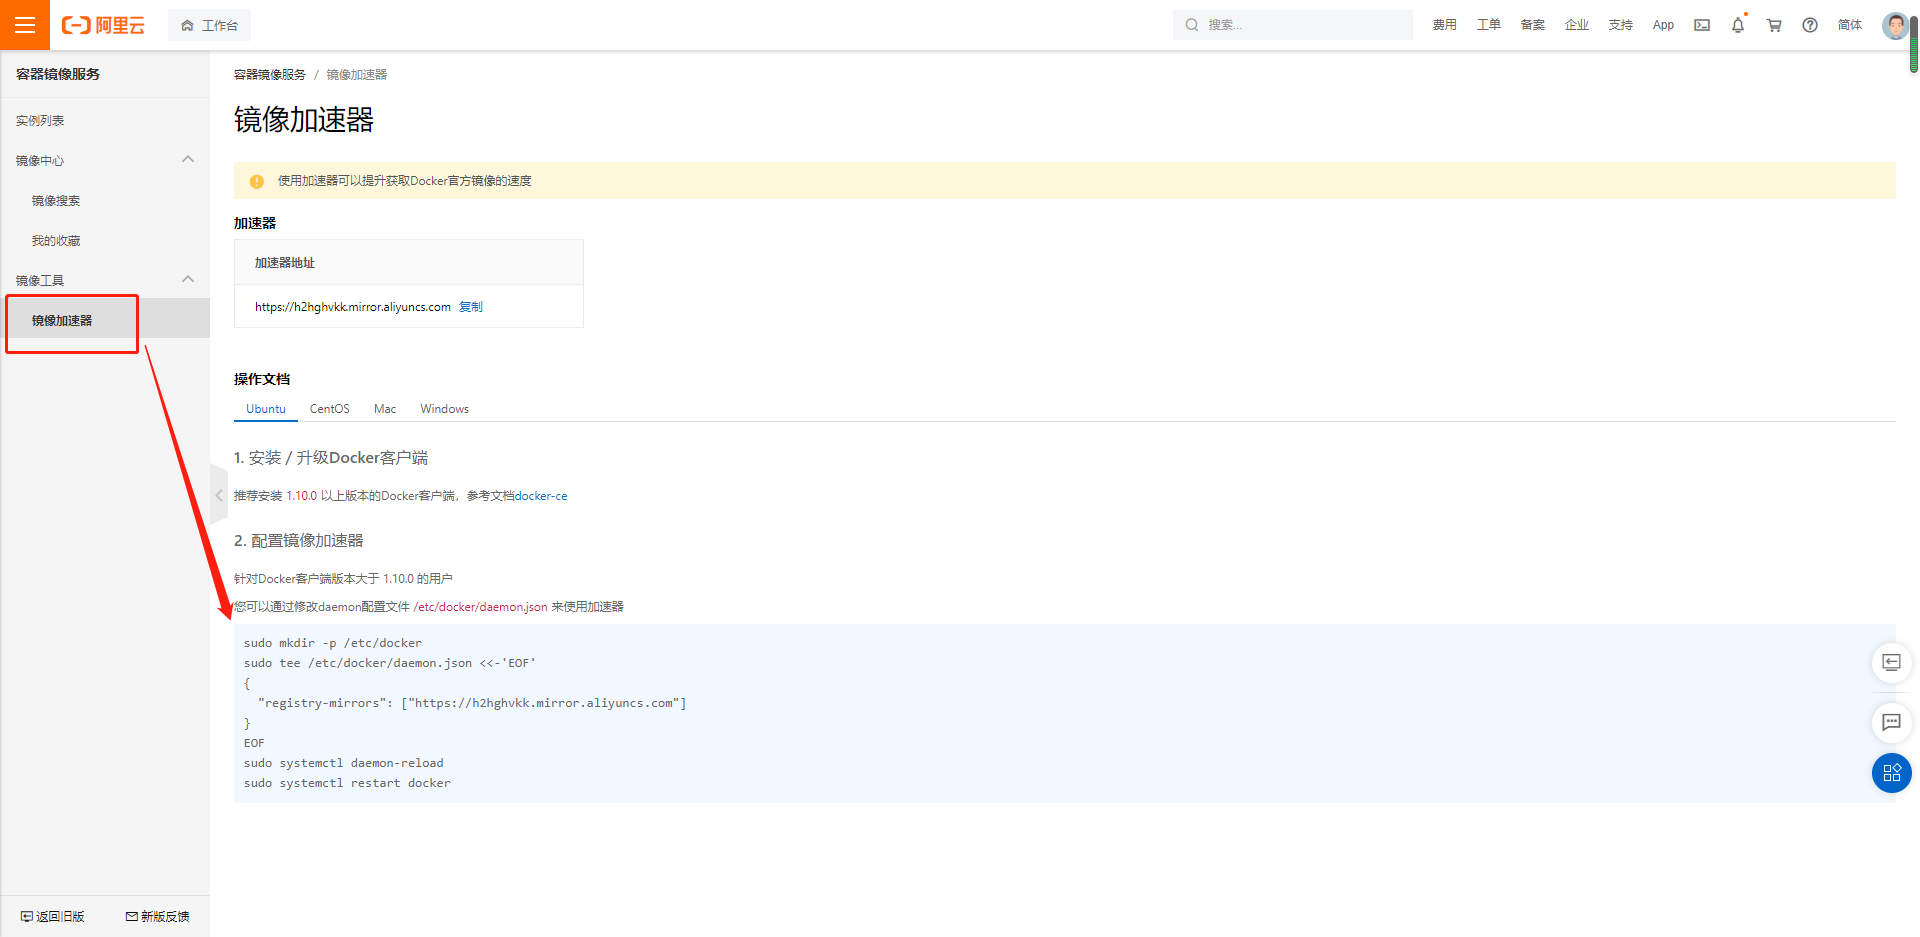 阿里云
工作台
搜索...
费用
工单
备案
企业
支持
App
简体
容器镜像服务
实例列表
镜像中心
镜像搜索
我的收藏
镜像工具
镜像加速器
返回旧版
新版反馈
容器镜像服务 / 镜像加速器
镜像加速器
使用加速器可以提升获取Docker官方镜像的速度
加速器
加速器地址
https://h2hghvkk.mirror.aliyuncs.com 复制
操作文档
Ubuntu CentOS Mac Windows
1. 安装 / 升级Docker客户端
推荐安装 1.10.0 以上版本的Docker客户端，参考文档docker-ce
2. 配置镜像加速器
针对Docker客户端版本大于 1.10.0 的用户
您可以通过修改daemon配置文件 /etc/docker/daemon.json 来使用加速器
sudo mkdir -p /etc/docker
sudo tee /etc/docker/daemon.json <<-'EOF'
{
"registry-mirrors": ["https://h2hghvkk.mirror.aliyuncs.com"]
}
EOF
sudo systemctl daemon-reload
sudo systemctl restart docker